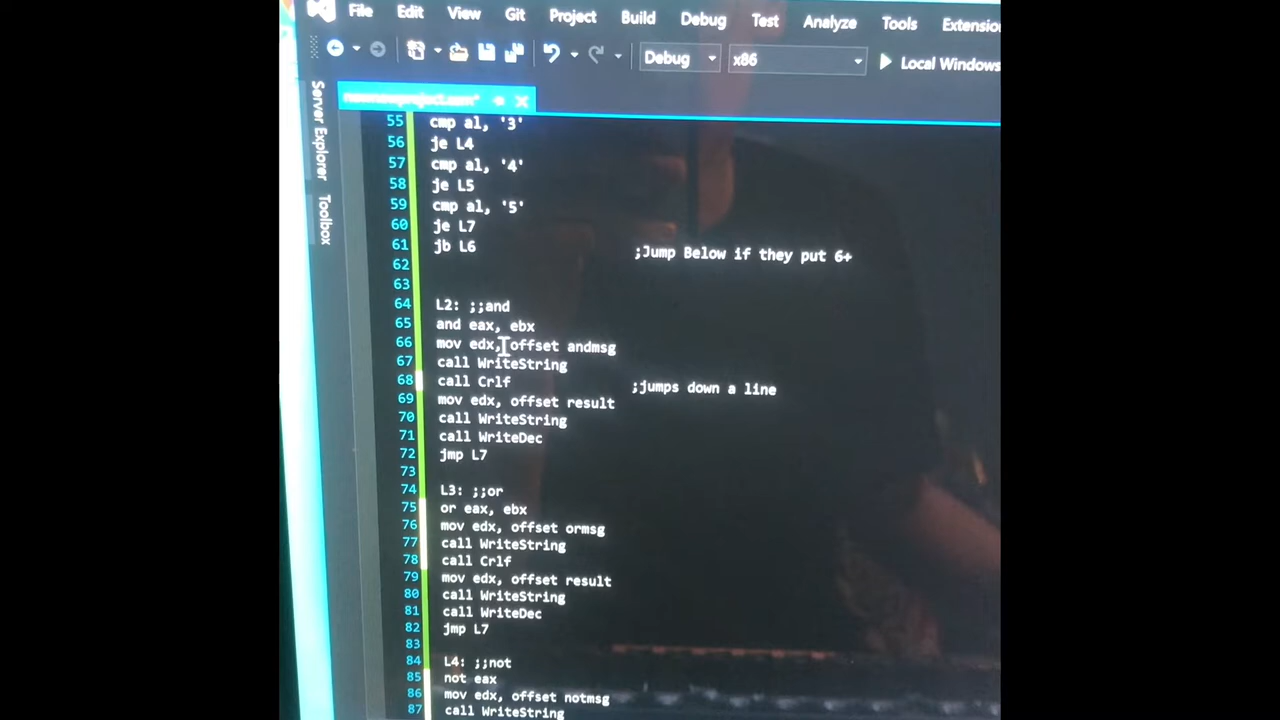 File Edit View Git Project Build Debug Test Analyze Tools Extensio
Debug x86 Local Windows
Server Explorer
Toolbox
55 cmp al, '3'
56 je L4
57 cmp al, '4'
58 je L5
59 cmp al, '5'
60 je L7
61 jb L6 ;Jump Below if they put 6+
62
63
64 L2: ;;and
65 and eax, ebx
66 mov edx, offset andmsg
67 call WriteString
68 call Crlf ;jumps down a line
69 mov edx, offset result
70 call WriteString
71 call WriteDec
72 jmp L7
73
74 L3: ;;or
75 or eax, ebx
76 mov edx, offset ormsg
77 call WriteString
78 call Crlf
79 mov edx, offset result
80 call WriteString
81 call WriteDec
82 jmp L7
83
84 L4: ;;not
85 not eax
86 mov edx, offset notmsg
87 call WriteString